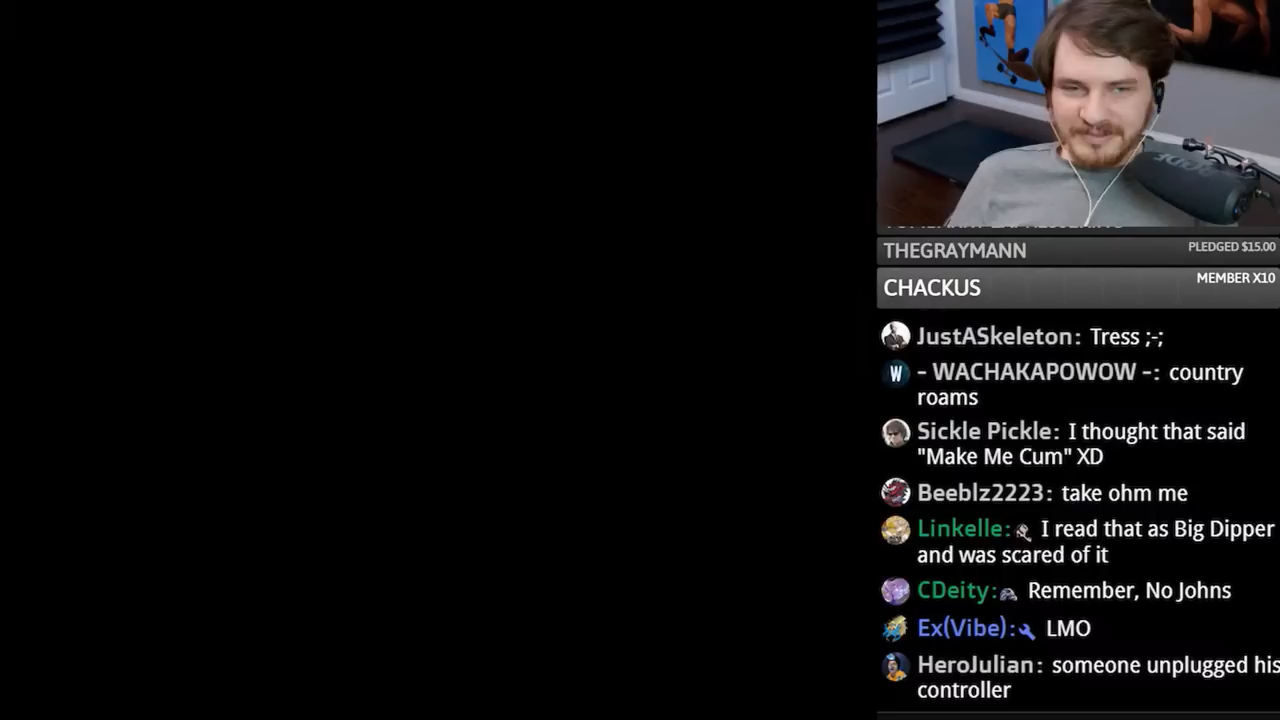 THEGRAYMANN PLEDGED $15.00
CHACKUS MEMBER X10
JustASkeleton: Tress ;-;
W - WACHAKAPOWOW -: country
roams
Sickle Pickle: I thought that said
"Make Me Cum" XD
Beeblz2223: take ohm me
Linkelle: I read that as Big Dipper
and was scared of it
CDeity: Remember, No Johns
Ex(Vibe): LMO
HeroJulian: someone unplugged his
controller